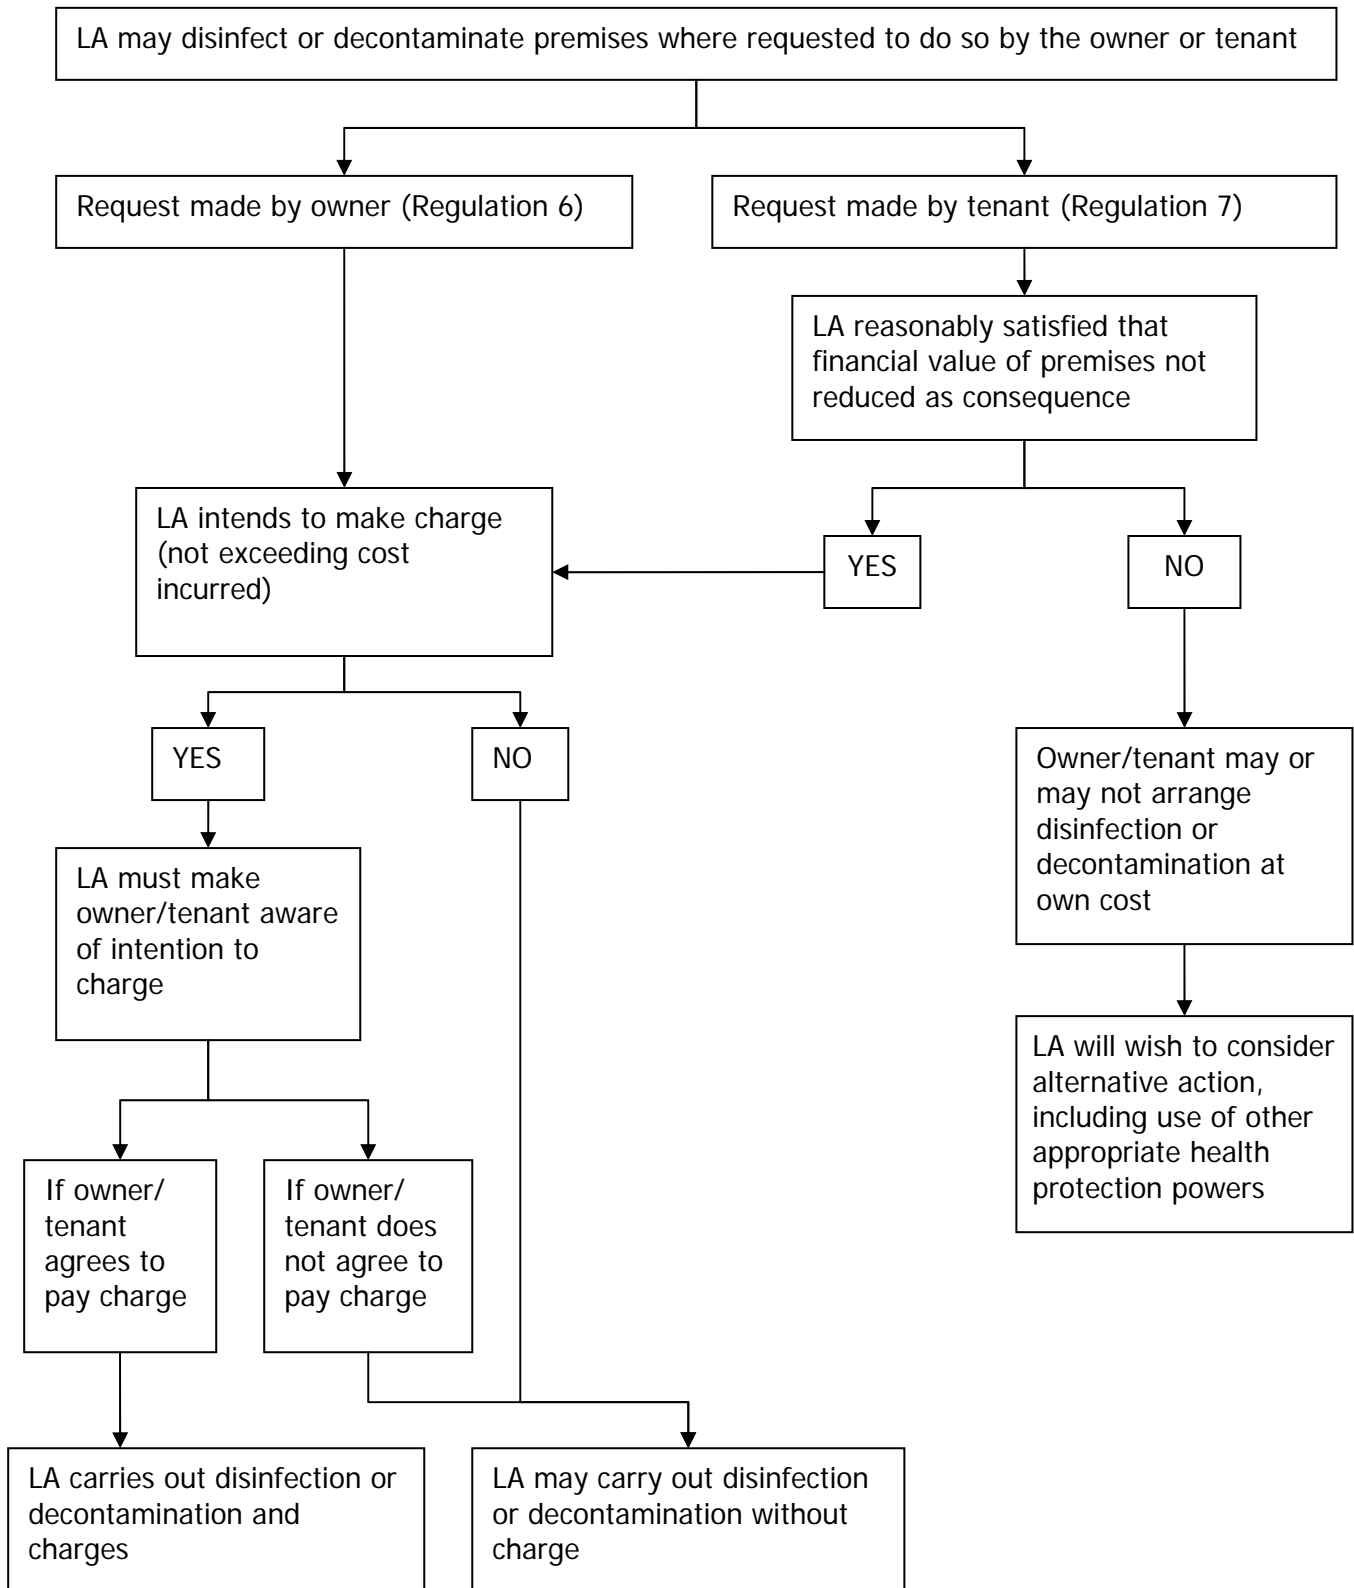 LA may disinfect or decontaminate premises where requested to do so by the owner or tenant
Request made by owner (Regulation 6)
Request made by tenant (Regulation 7)
LA reasonably satisfied that
financial value of premises not
reduced as consequence
LA intends to make charge
(not exceeding cost
incurred)
YES
NO
YES
NO
Owner/tenant may or
may not arrange
disinfection or
decontamination at
own cost
LA must make
owner/tenant aware
of intention to
charge
LA will wish to consider
alternative action,
including use of other
appropriate health
protection powers
If owner/
tenant
agrees to
pay charge
If owner/
tenant does
not agree to
pay charge
LA carries out disinfection or
decontamination and
charges
LA may carry out disinfection
or decontamination without
charge